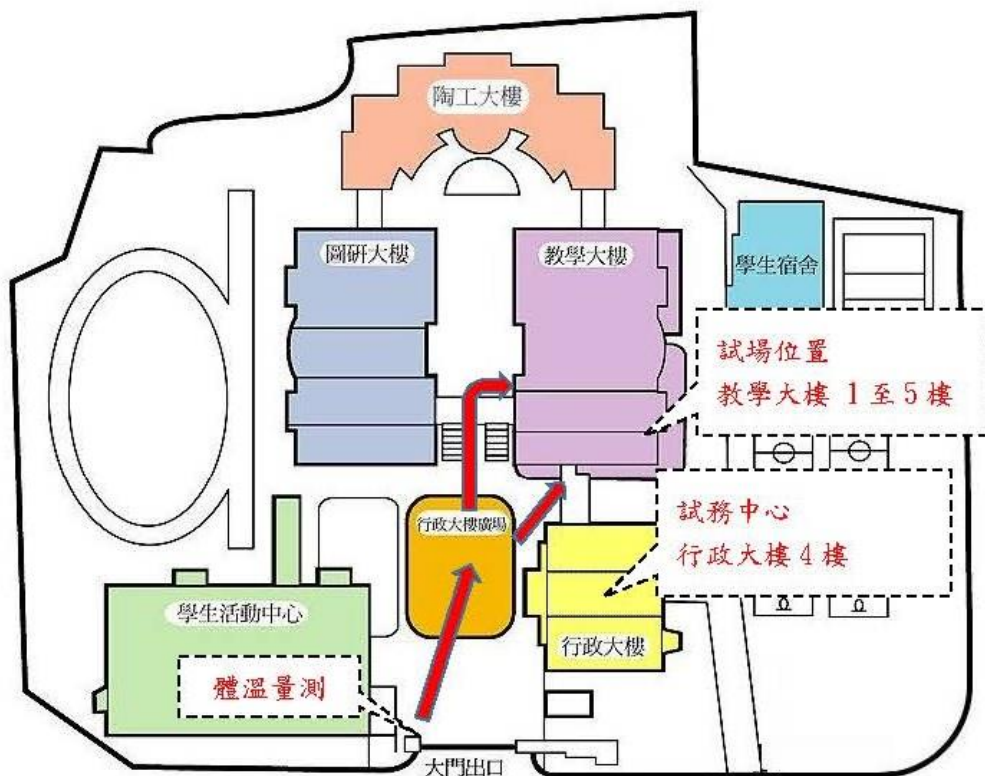 陶工大樓
圖研大樓
教學大樓
學生宿舍
試場位置
教學大樓 1 至 5 樓
行政大樓廣場
試務中心
行政大樓 4 樓
學生活動中心
行政大樓
體溫量測
大門出口